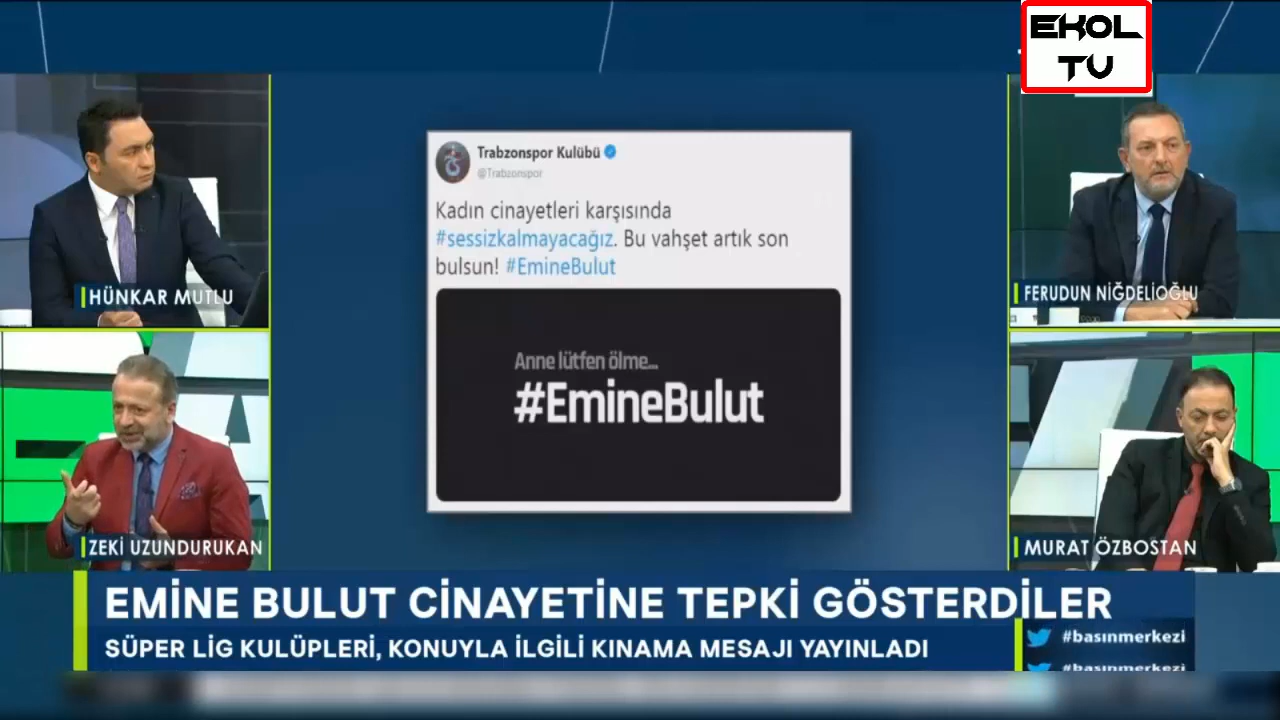 EKOL
TV
HÜNKAR MUTLU
Trabzonspor Kulübü
@Trabzonspor
Kadın cinayetleri karşısında
#sessizkalmayacağız. Bu vahşet artık son
bulsun! #EmineBulut
Anne lütfen ölme...
#EmineBulut
FERUDUN NİĞDELİOĞLU
ZEKİ UZUNDURUKAN
MURAT ÖZBOSTAN
EMİNE BULUT CİNAYETİNE TEPKİ GÖSTERDİLER
SÜPER LİG KULÜPLERİ, KONUYLA İLGİLİ KINAMA MESAJI YAYINLADI
#basınmerkezi
#basınmerkezi